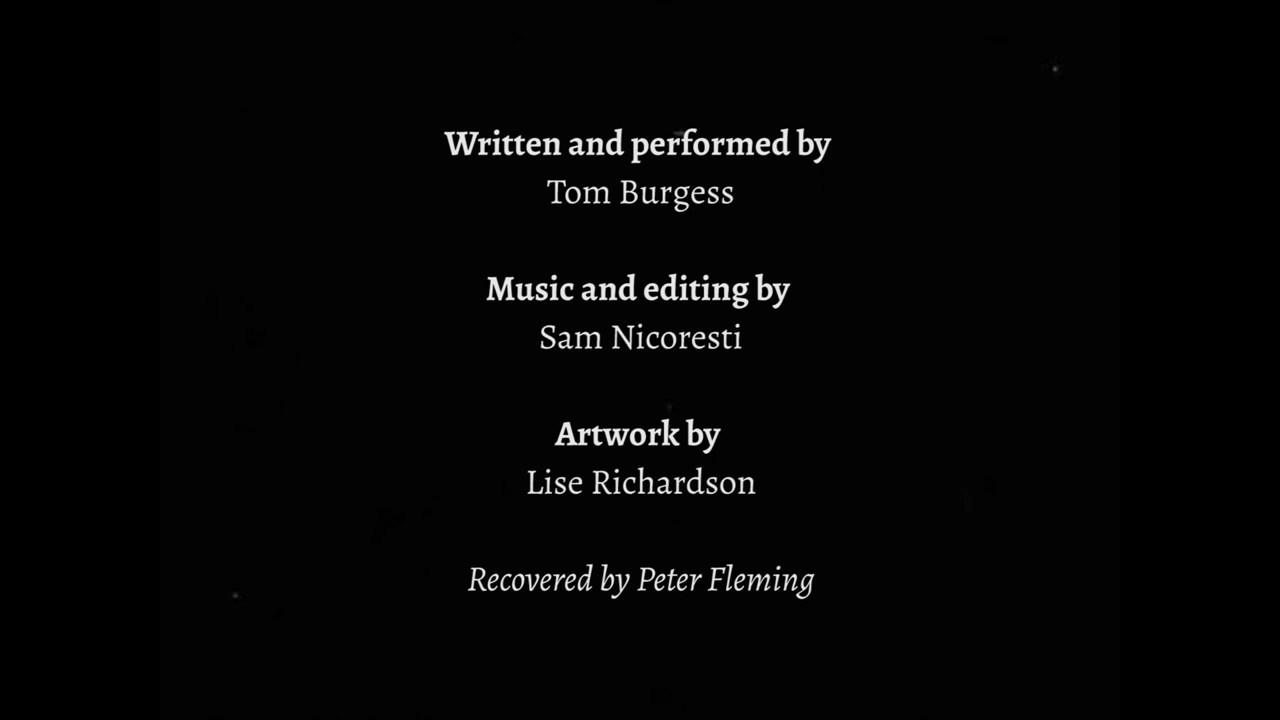 Written and performed by
Tom Burgess
Music and editing by
Sam Nicoresti
Artwork by
Lise Richardson
Recovered by Peter Fleming